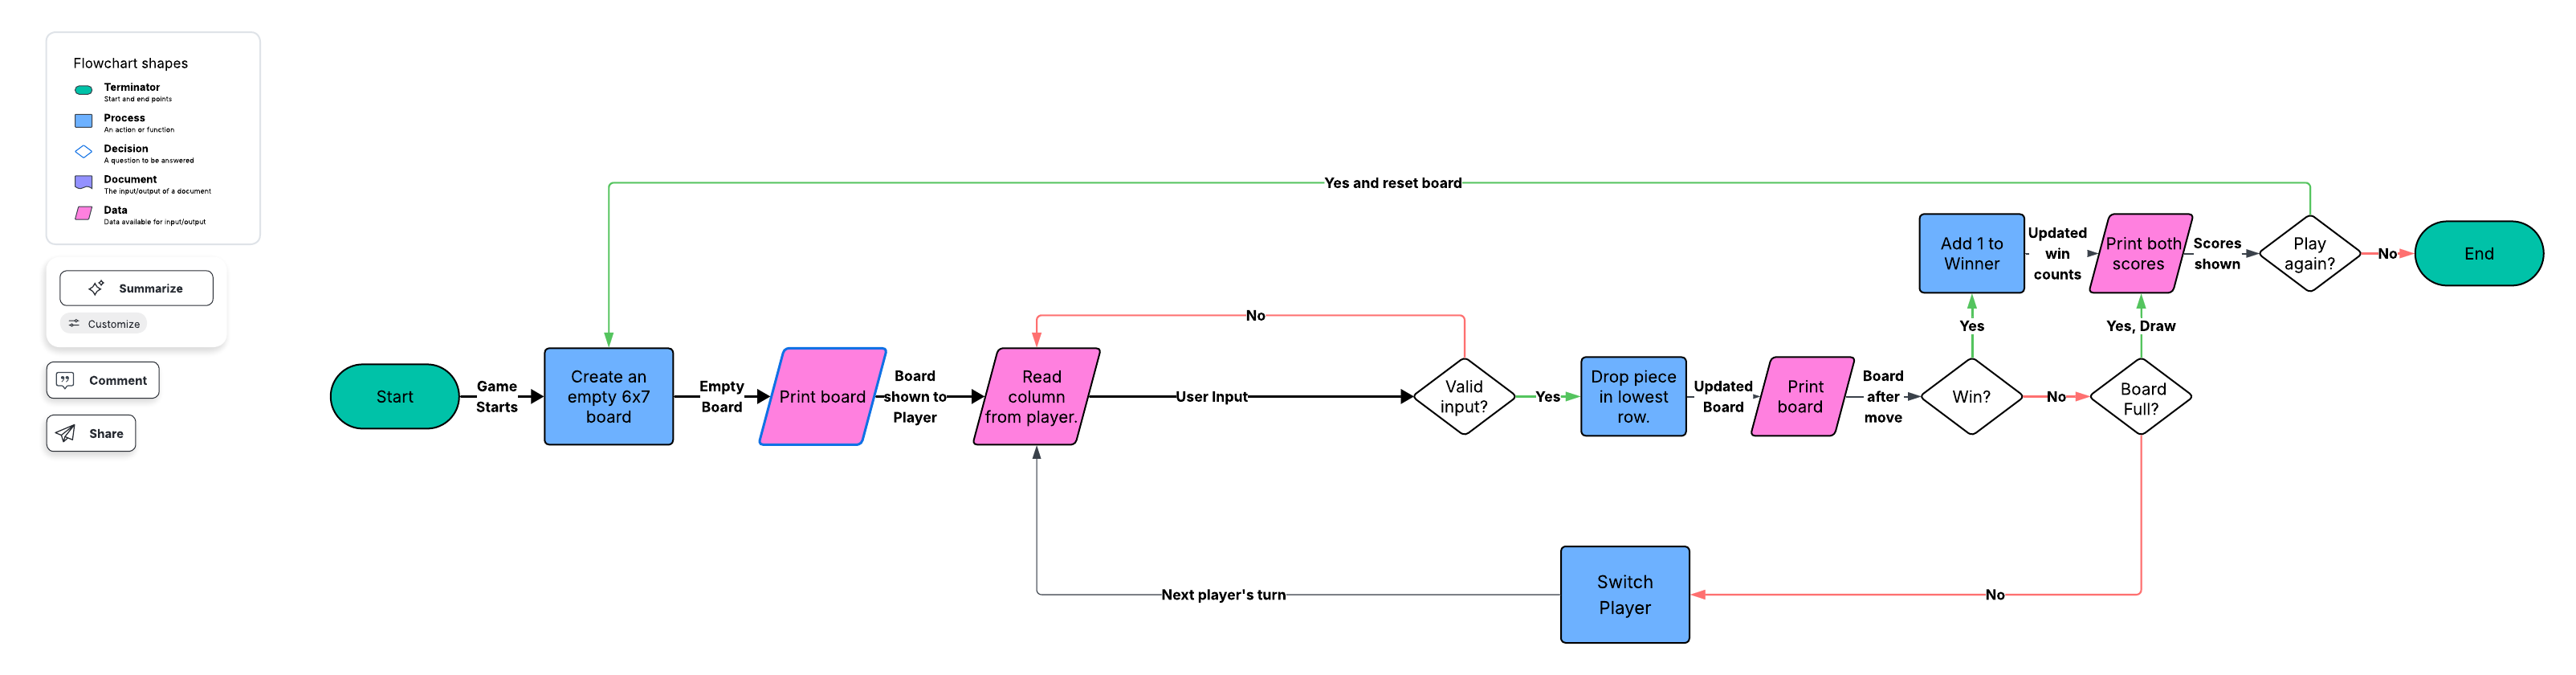 Flowchart shapes
Terminator
Start and end points
Process
An action or function
Decision
A question to be answered
Document
The input/output of a document
Data
Data available for input/output
Summarize
Customize
Comment
Share
Yes and reset board
Start
Game
Starts
Create an
empty 6x7
board
Empty
Board
Print board
Board
shown to
Player
Read
column
from player.
No
User Input
Valid
input?
Yes
Drop piece
in lowest
row.
Updated
Board
Print
board
Board
after
move
Win?
Yes
Add 1 to
Winner
Updated
win
counts
Print both
scores
Scores
shown
Play
again?
No
End
No
Board
Full?
Yes, Draw
No
Switch
Player
Next player's turn